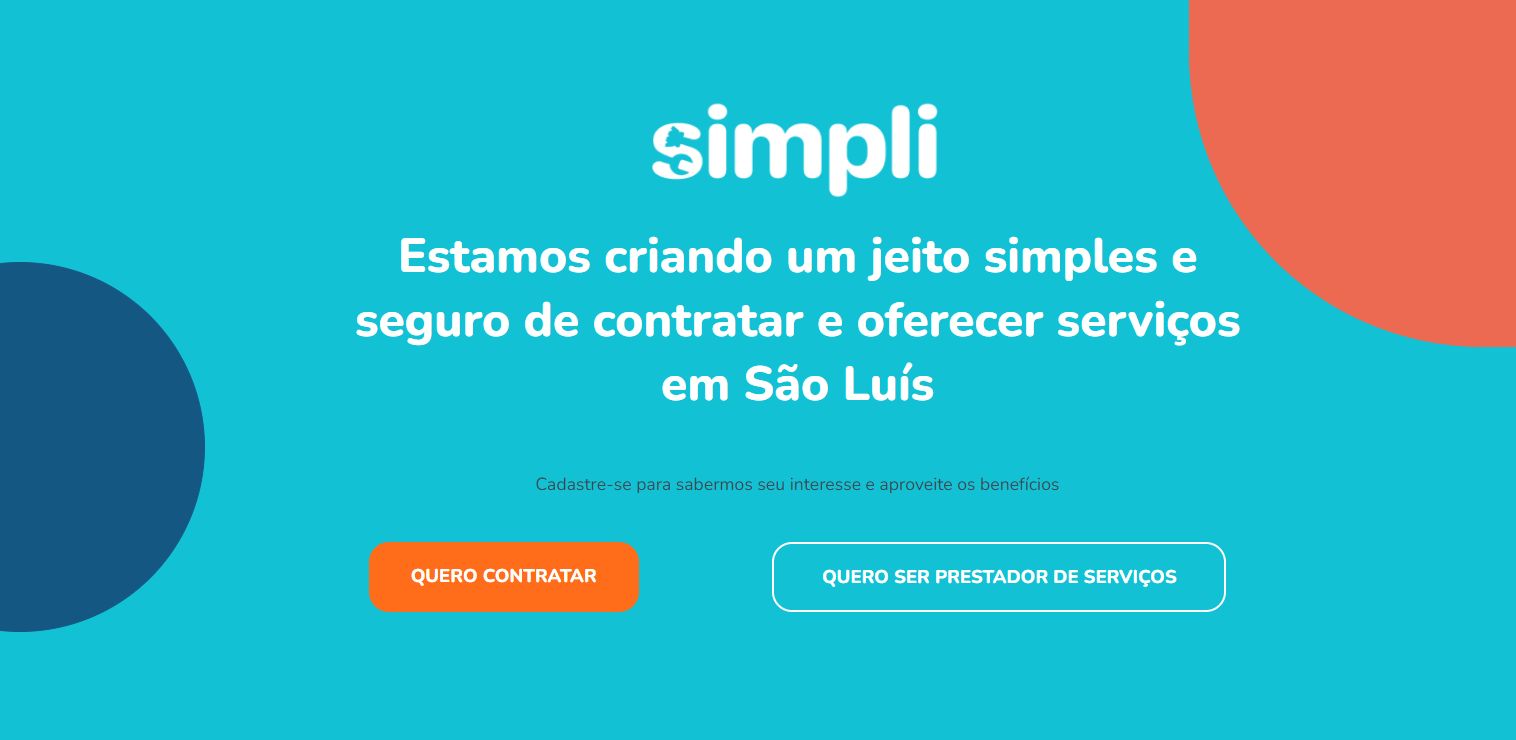 simpli
Estamos criando um jeito simples e
seguro de contratar e oferecer serviços
em São Luís
Cadastre-se para sabermos seu interesse e aproveite os benefícios
QUERO CONTRATAR
QUERO SER PRESTADOR DE SERVIÇOS